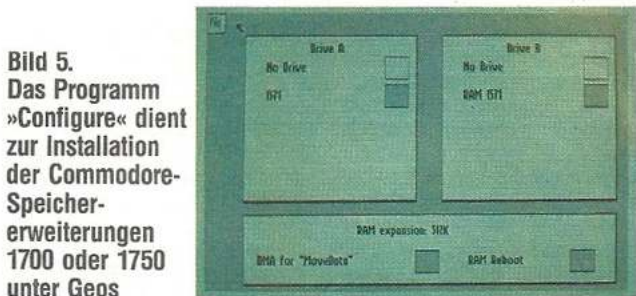 Bild 5.
Das Programm
»Configure« dient
zur Installation
der Commodore-
Speicher-
erweiterungen
1700 oder 1750
unter Geos
file
Drive A
No Drive
1571
Drive B
No Drive
RAM 1571
RAM expansion: 512K
DMA for "MoveData"
RAM Reboot